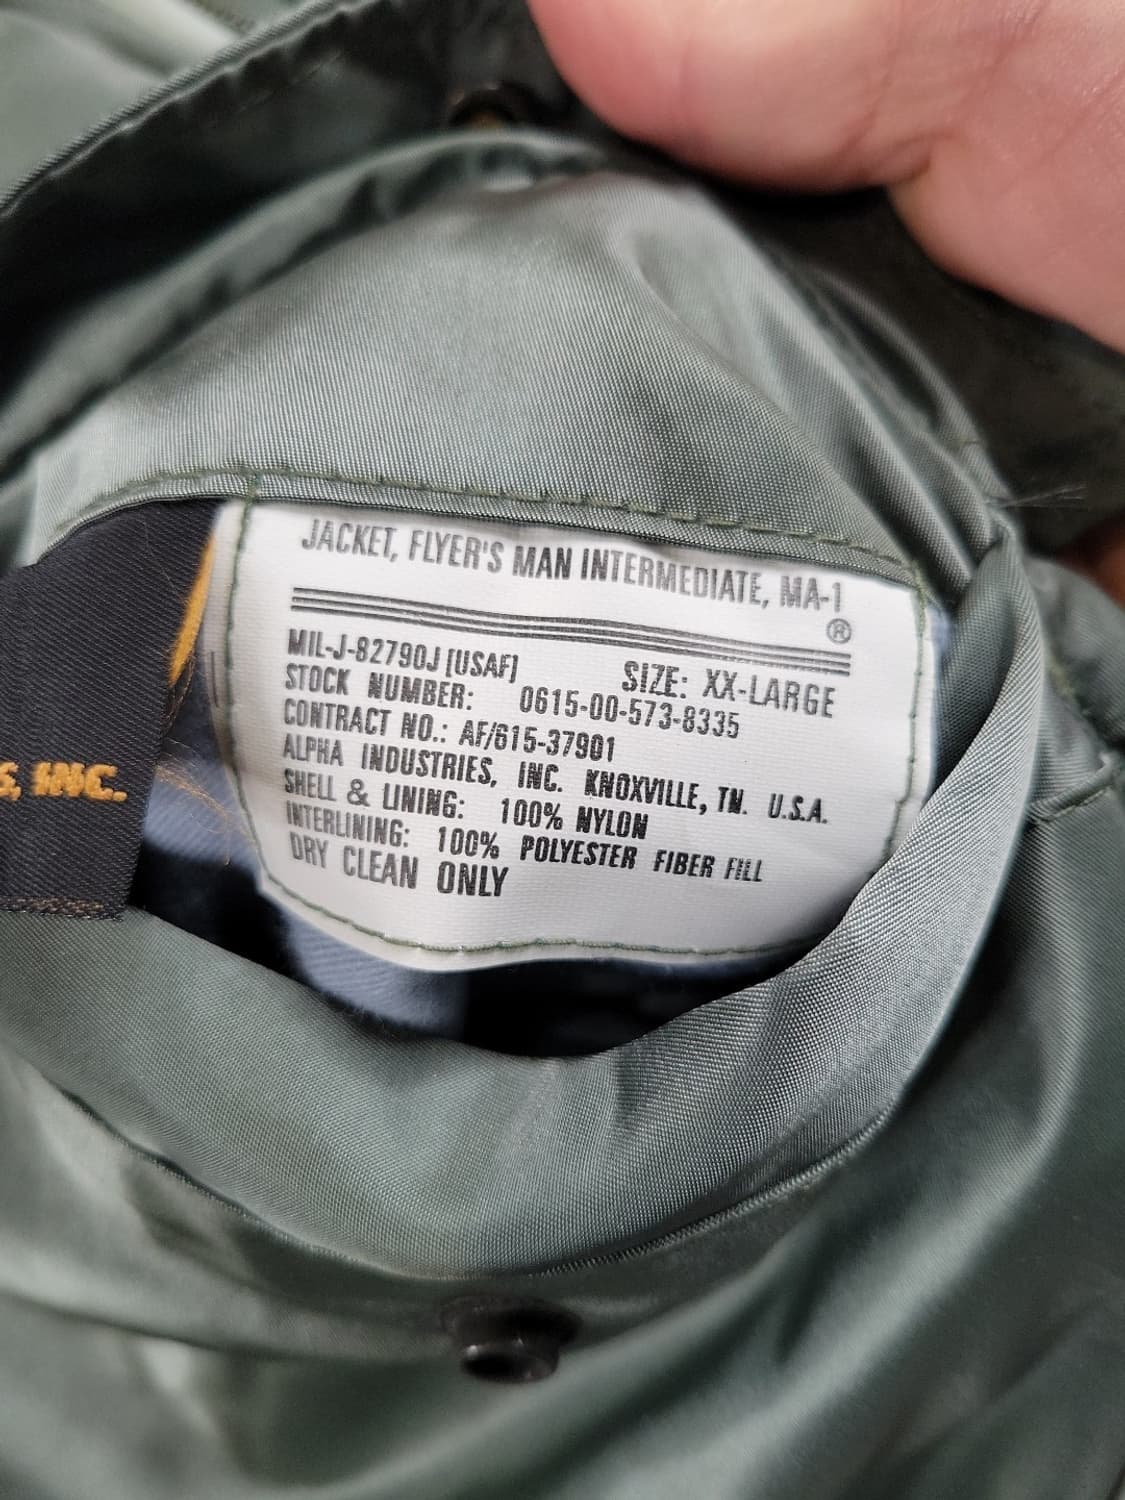 JACKET, FLYER'S MAN INTERMEDIATE, MA-1
®
MIL-J-82790J [USAF] SIZE: XX-LARGE
STOCK NUMBER: 0615-00-573-8335
CONTRACT NO.: AF/615-37901
ALPHA INDUSTRIES, INC. KNOXVILLE, TN. U.S.A.
SHELL & LINING: 100% NYLON
INTERLINING: 100% POLYESTER FIBER FILL
DRY CLEAN ONLY
S, INC.